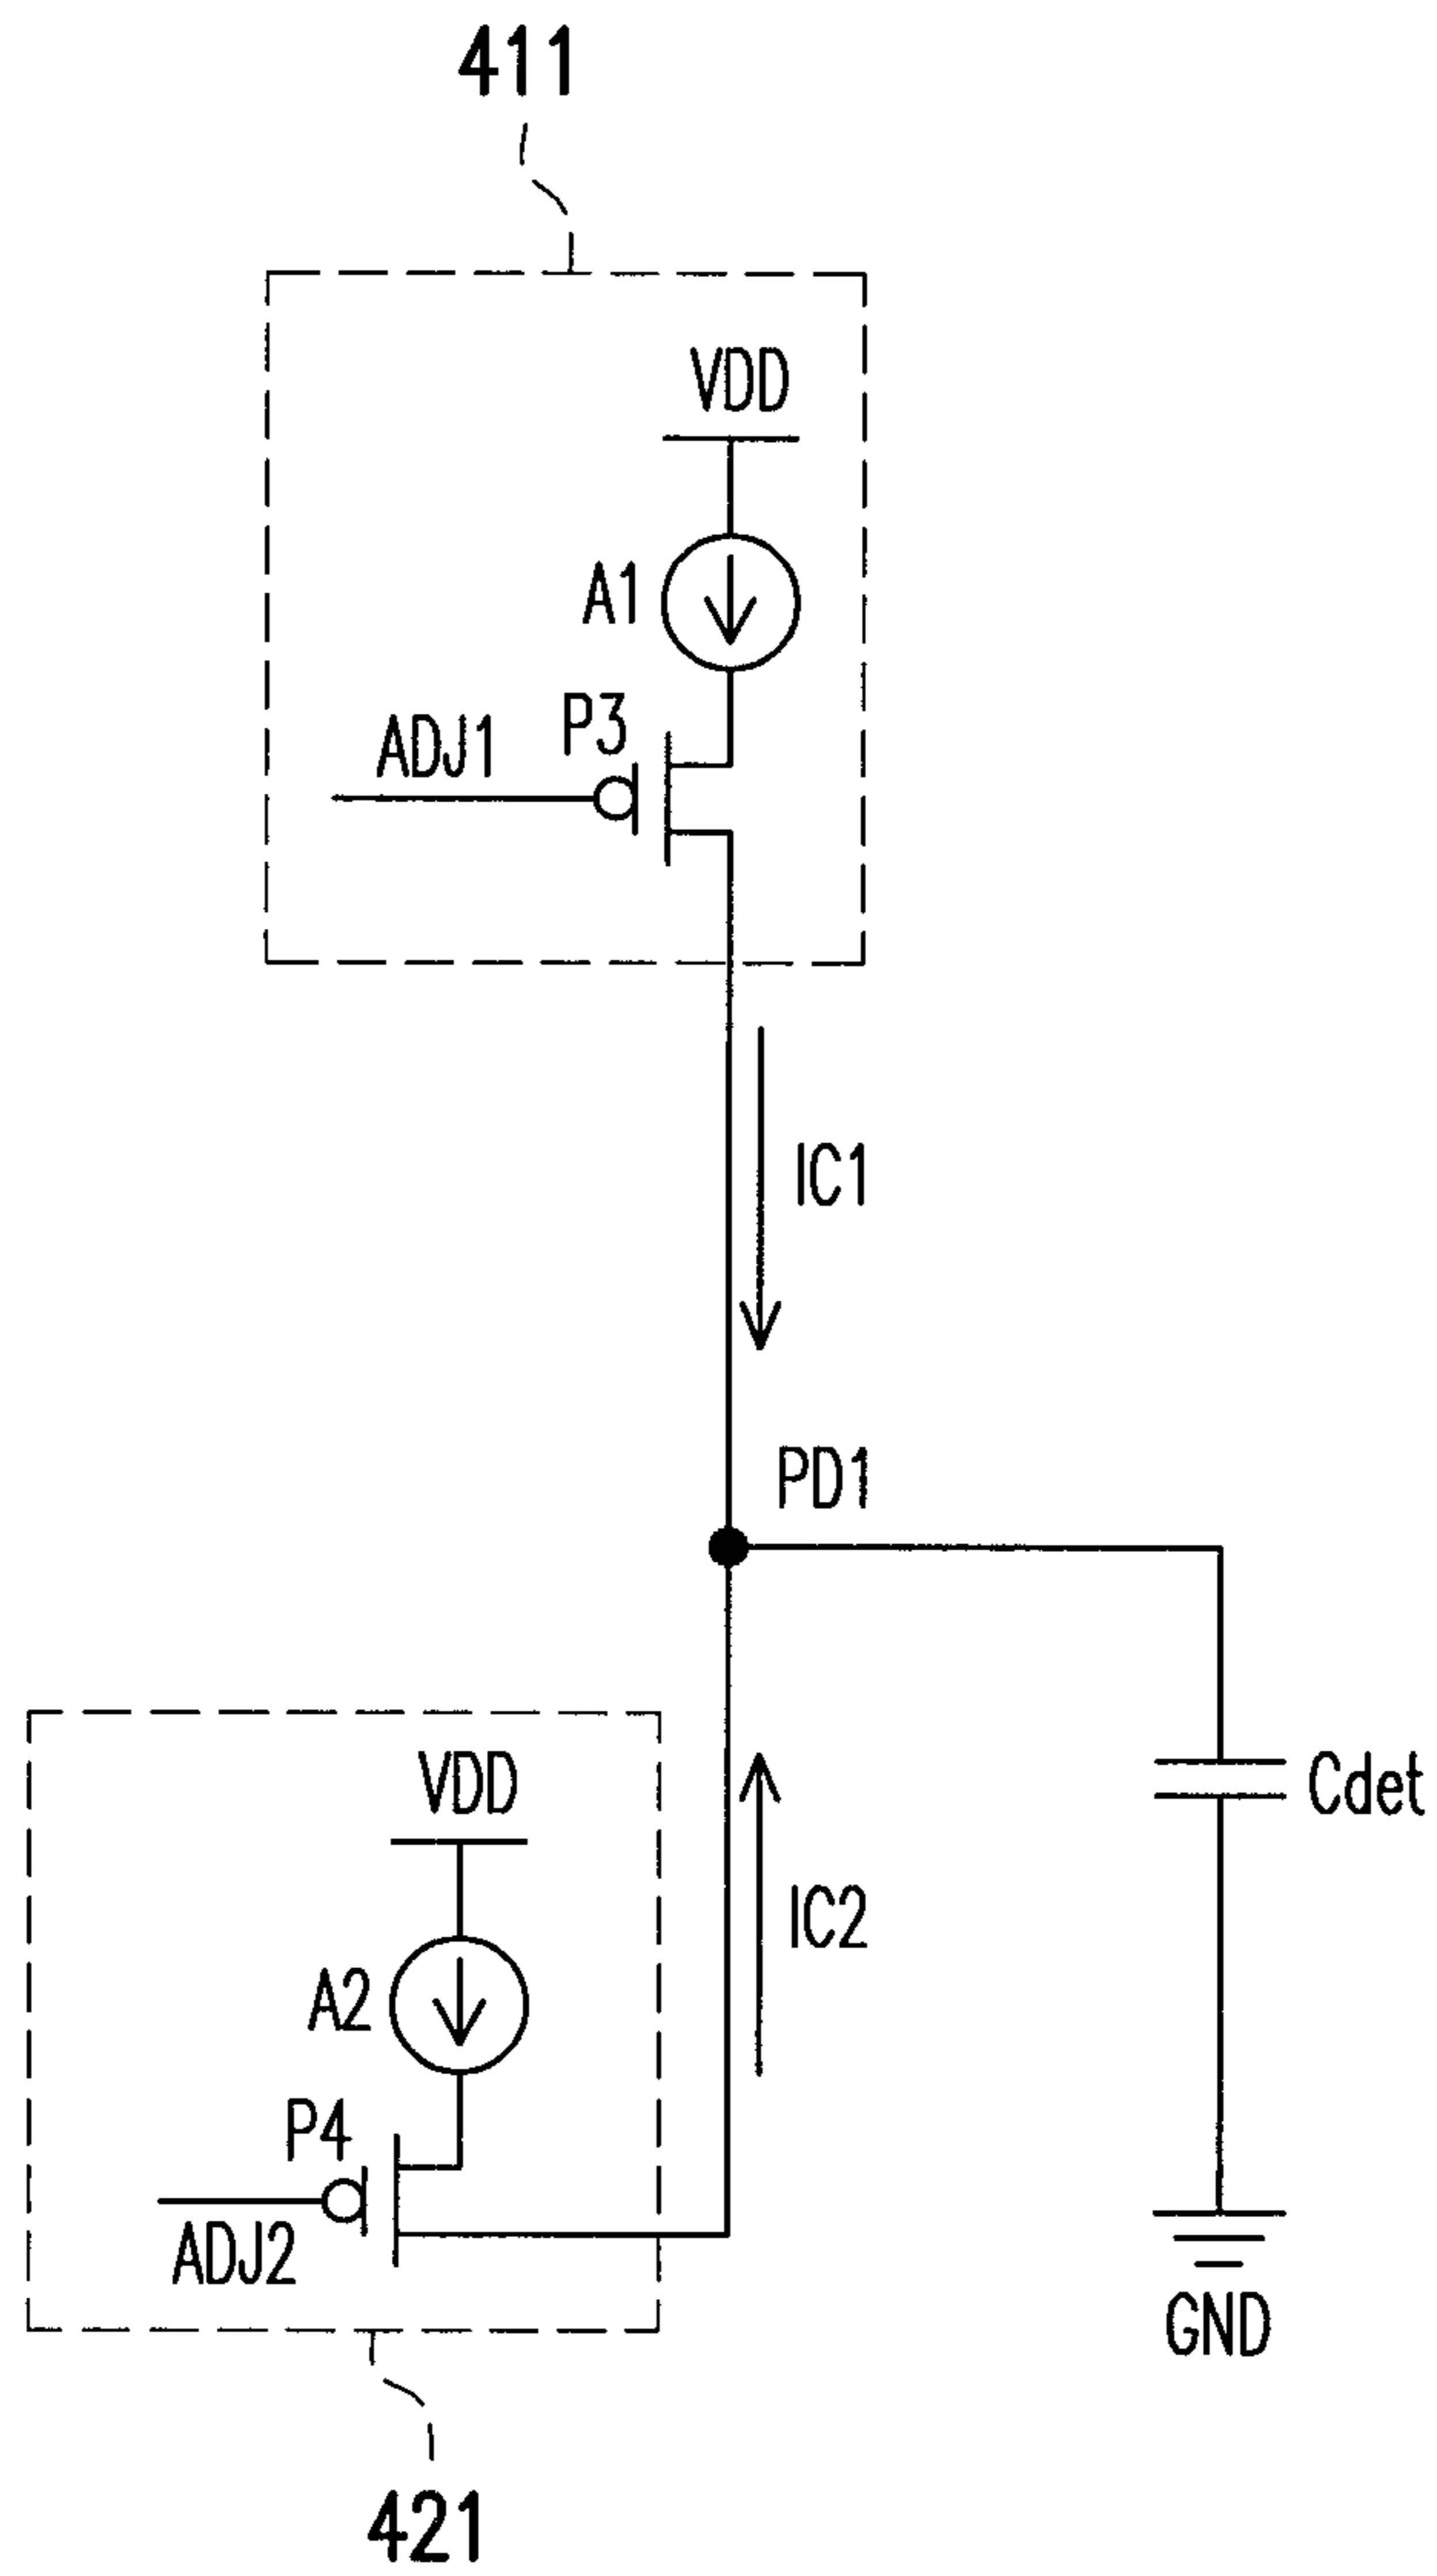 411
VDD
A1
P3
ADJ1
IC1
PD1
VDD
Cdet
IC2
A2
P4
ADJ2
GND
421